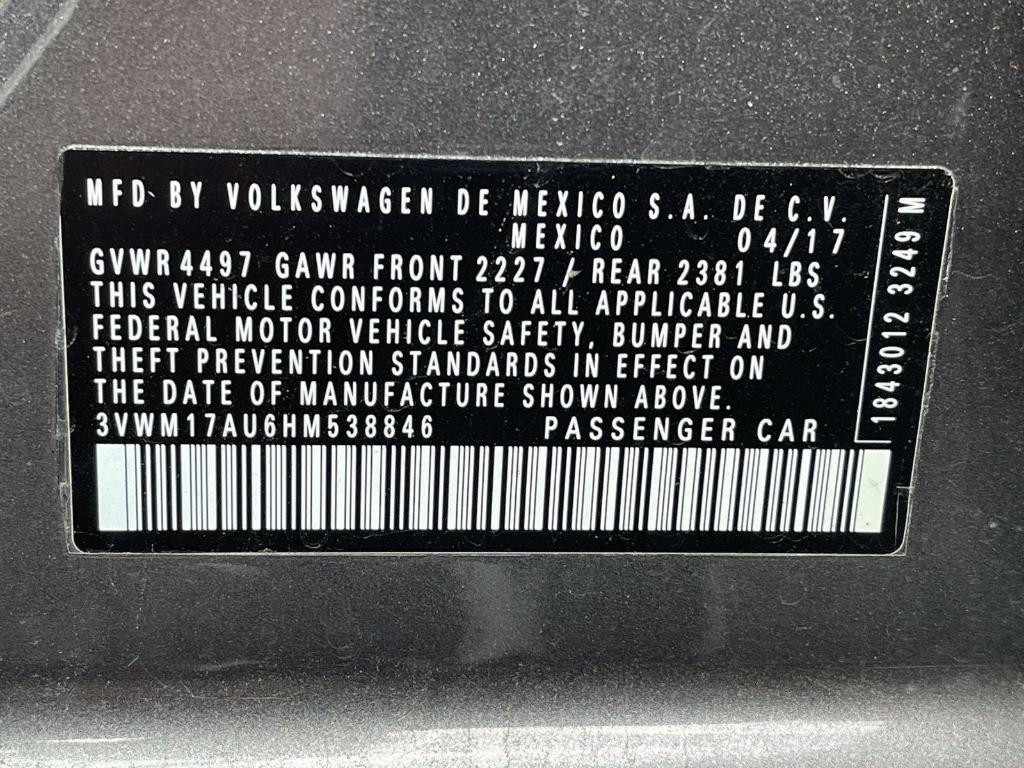 MFD BY VOLKSWAGEN DE MEXICO S.A. DE C.V.
MEXICO 04/17
GVWR 4497 GAWR FRONT 2227 / REAR 2381 LBS
THIS VEHICLE CONFORMS TO ALL APPLICABLE U.S.
FEDERAL MOTOR VEHICLE SAFETY, BUMPER AND
THEFT PREVENTION STANDARDS IN EFFECT ON
THE DATE OF MANUFACTURE SHOWN ABOVE.
3VWM17AU6HM538846 PASSENGER CAR
1843012 3249 M